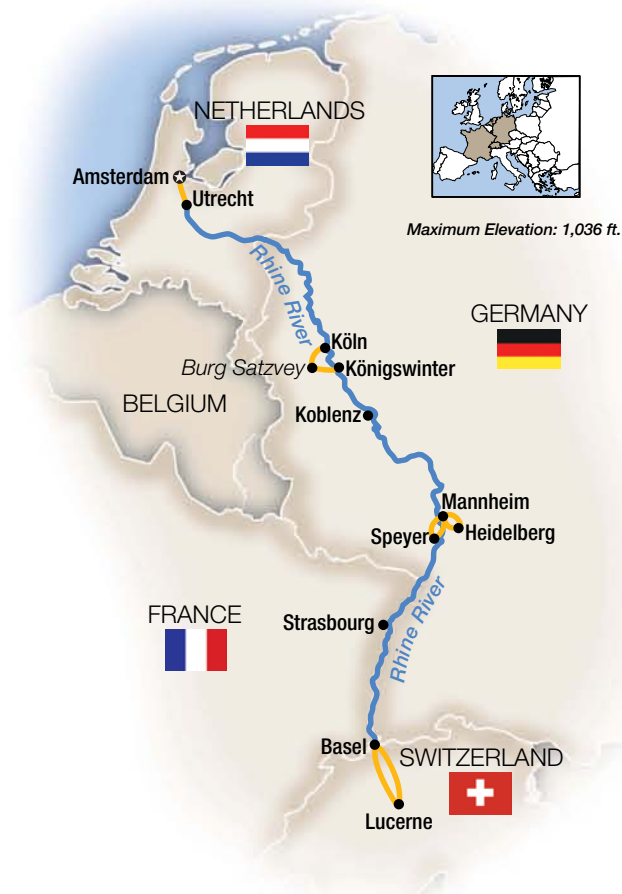 NETHERLANDS
Amsterdam
Utrecht
Maximum Elevation: 1,036 ft.
Rhine River
GERMANY
Köln
Burg Satzvey
Königswinter
BELGIUM
Koblenz
Mannheim
Speyer
Heidelberg
FRANCE
Strasbourg
Rhine River
Basel
SWITZERLAND
Lucerne